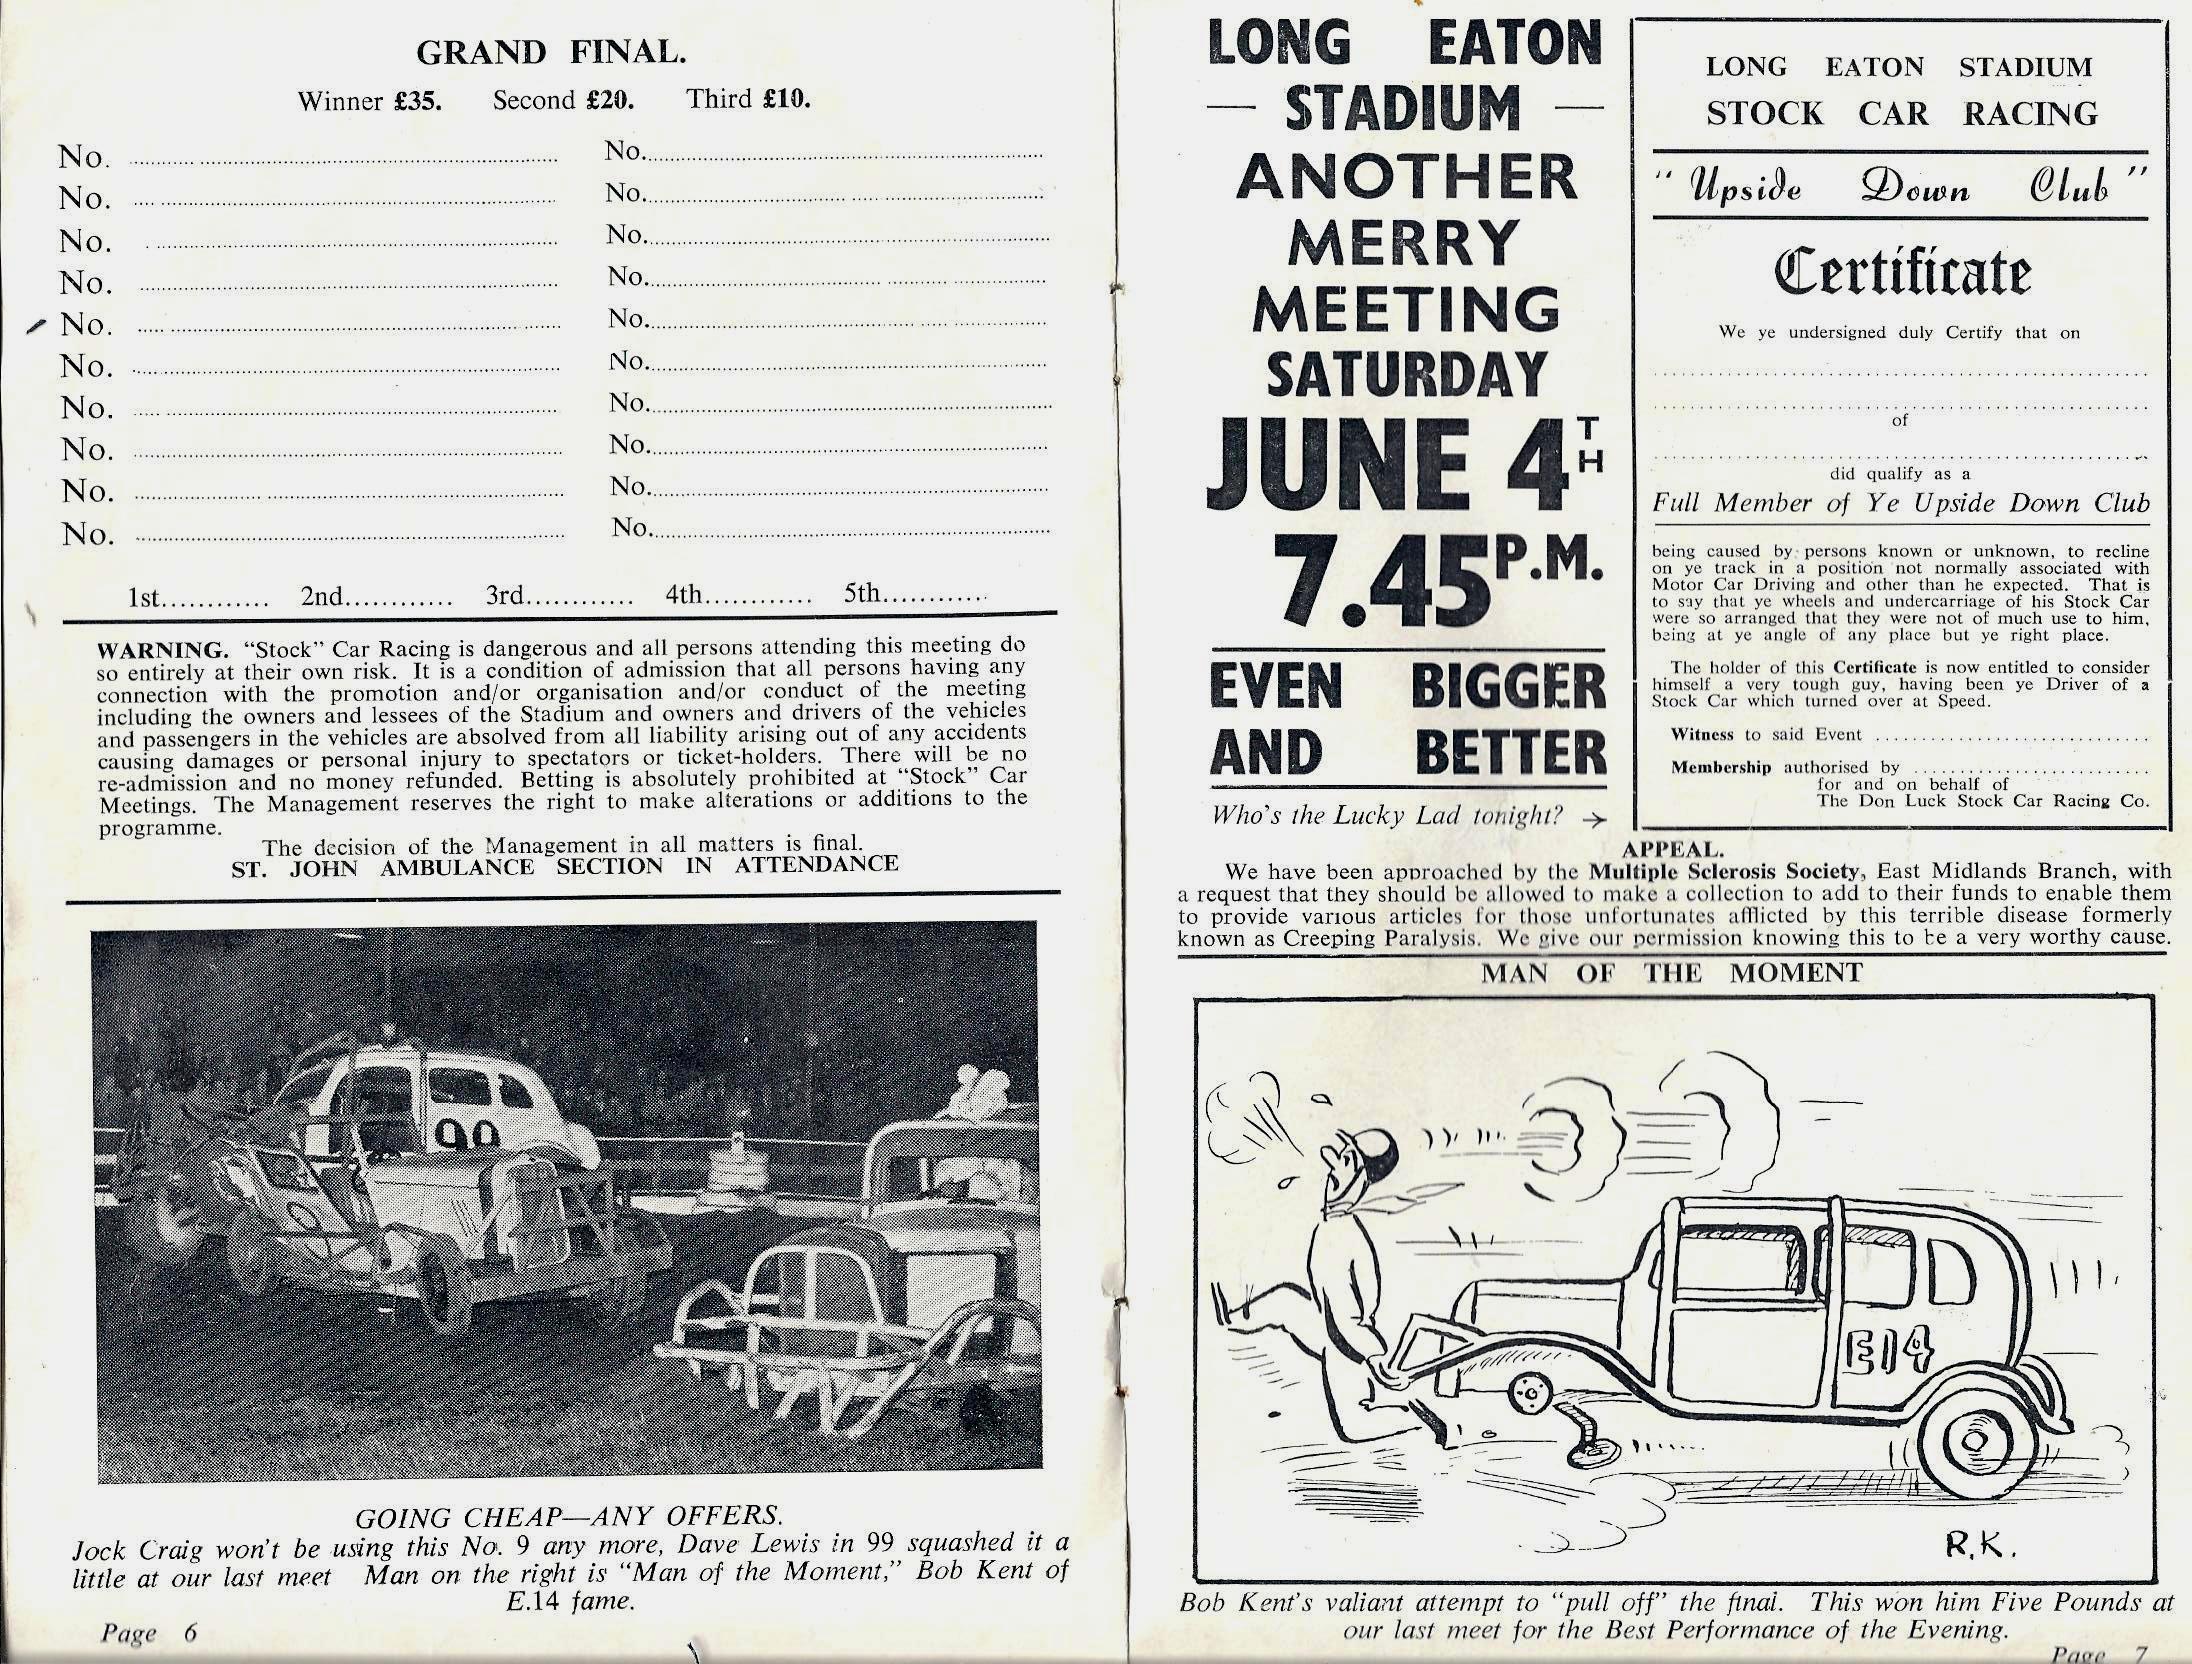 GRAND FINAL.
Winner £35. Second £20. Third £10.
No. No.
No. No.
No. No.
No. No.
No. No.
No. No.
No. No.
No. No.
No. No.
No. No.
1st............ 2nd............ 3rd............ 4th............ 5th............
WARNING. "Stock" Car Racing is dangerous and all persons attending this meeting do
so entirely at their own risk. It is a condition of admission that all persons having any
connection with the promotion and/or organisation and/or conduct of the meeting
including the owners and lessees of the Stadium and owners and drivers of the vehicles
and passengers in the vehicles are absolved from all liability arising out of any accidents
causing damages or personal injury to spectators or ticket-holders. There will be no
re-admission and no money refunded. Betting is absolutely prohibited at "Stock" Car
Meetings. The Management reserves the right to make alterations or additions to the
programme.
The decision of the Management in all matters is final.
ST. JOHN AMBULANCE SECTION IN ATTENDANCE
99
9
GOING CHEAP—ANY OFFERS.
Jock Craig won't be using this No. 9 any more, Dave Lewis in 99 squashed it a
little at our last meet Man on the right is "Man of the Moment," Bob Kent of
E.14 fame.
Page 6
LONG EATON
— STADIUM —
ANOTHER
MERRY
MEETING
SATURDAY
JUNE 4TH
7.45 P.M.
EVEN BIGGER
AND BETTER
Who's the Lucky Lad tonight? →
LONG EATON STADIUM
STOCK CAR RACING
"Upside Down Club"
Certificate
We ye undersigned duly Certify that on
of
did qualify as a
Full Member of Ye Upside Down Club
being caused by persons known or unknown, to recline
on ye track in a position not normally associated with
Motor Car Driving and other than he expected. That is
to say that ye wheels and undercarriage of his Stock Car
were so arranged that they were not of much use to him,
being at ye angle of any place but ye right place.
The holder of this Certificate is now entitled to consider
himself a very tough guy, having been ye Driver of a
Stock Car which turned over at Speed.
Witness to said Event ..............................
Membership authorised by ..........................
for and on behalf of
The Don Luck Stock Car Racing Co.
APPEAL.
We have been approached by the Multiple Sclerosis Society, East Midlands Branch, with
a request that they should be allowed to make a collection to add to their funds to enable them
to provide various articles for those unfortunates afflicted by this terrible disease formerly
known as Creeping Paralysis. We give our permission knowing this to be a very worthy cause.
MAN OF THE MOMENT
E14
R.K.
Bob Kent's valiant attempt to "pull off" the final. This won him Five Pounds at
our last meet for the Best Performance of the Evening.
Page 7